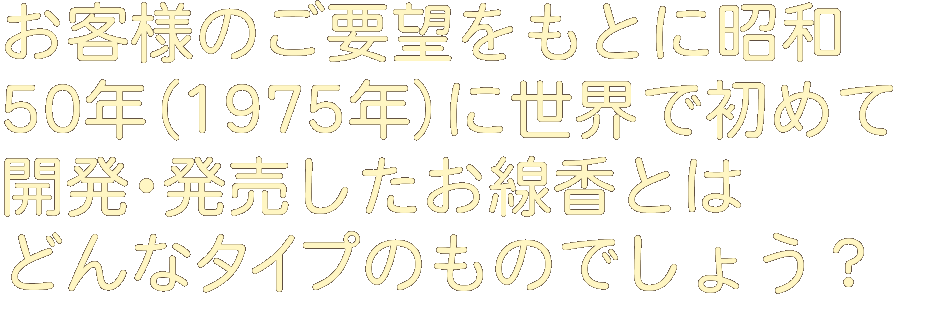 お客様のご要望をもとに昭和
50年(1975年)に世界で初めて
開発・発売したお線香とは
どんなタイプのものでしょう？